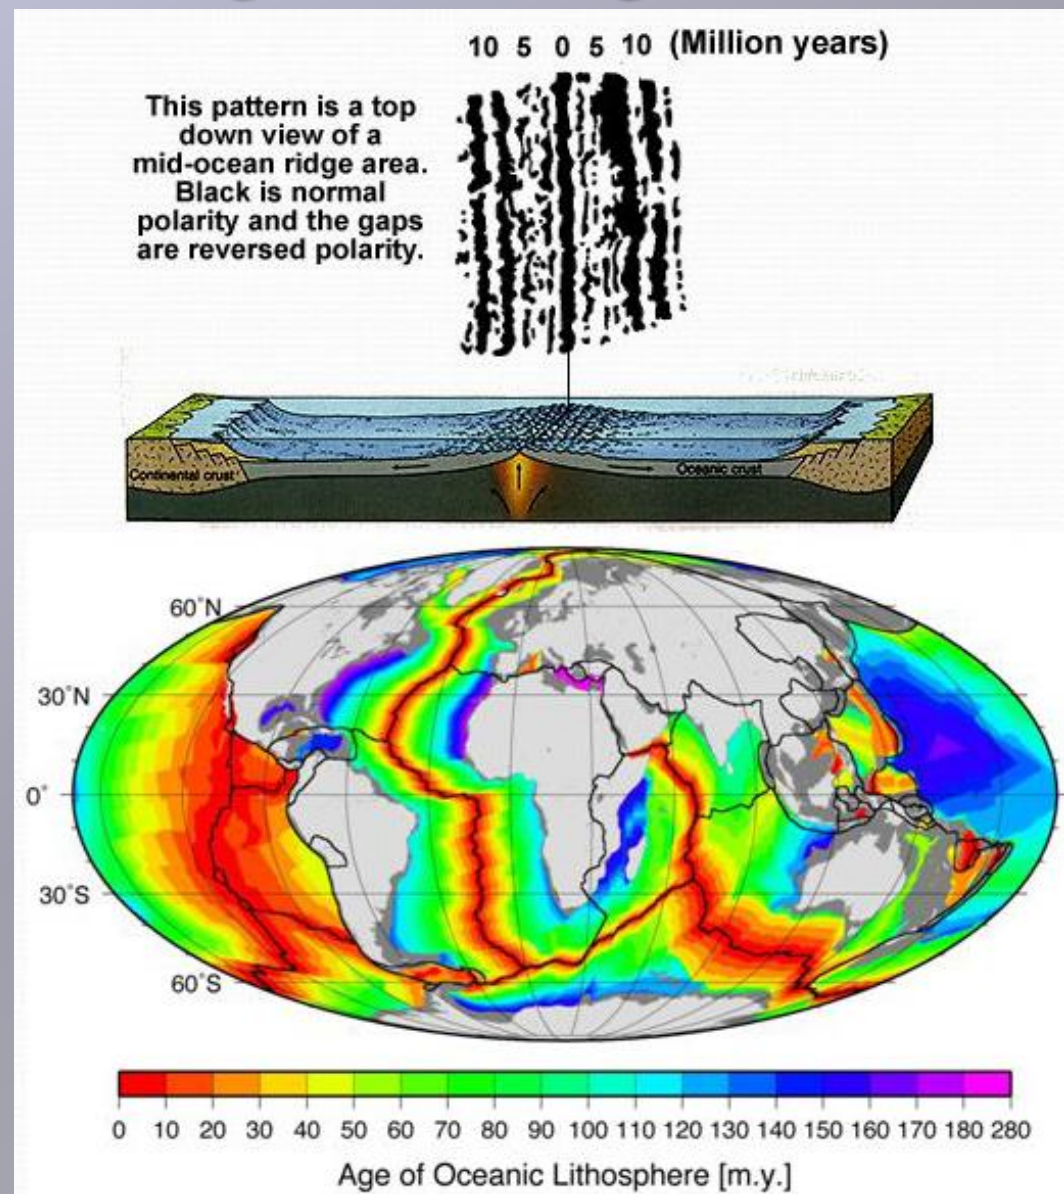 10 5 0 5 10 (Million years)
This pattern is a top
down view of a
mid-ocean ridge area.
Black is normal
polarity and the gaps
are reversed polarity.
Continental crust
Oceanic crust
60°N
30°N
0°
30°S
60°S
0 10 20 30 40 50 60 70 80 90 100 110 120 130 140 150 160 170 180 280
Age of Oceanic Lithosphere [m.y.]